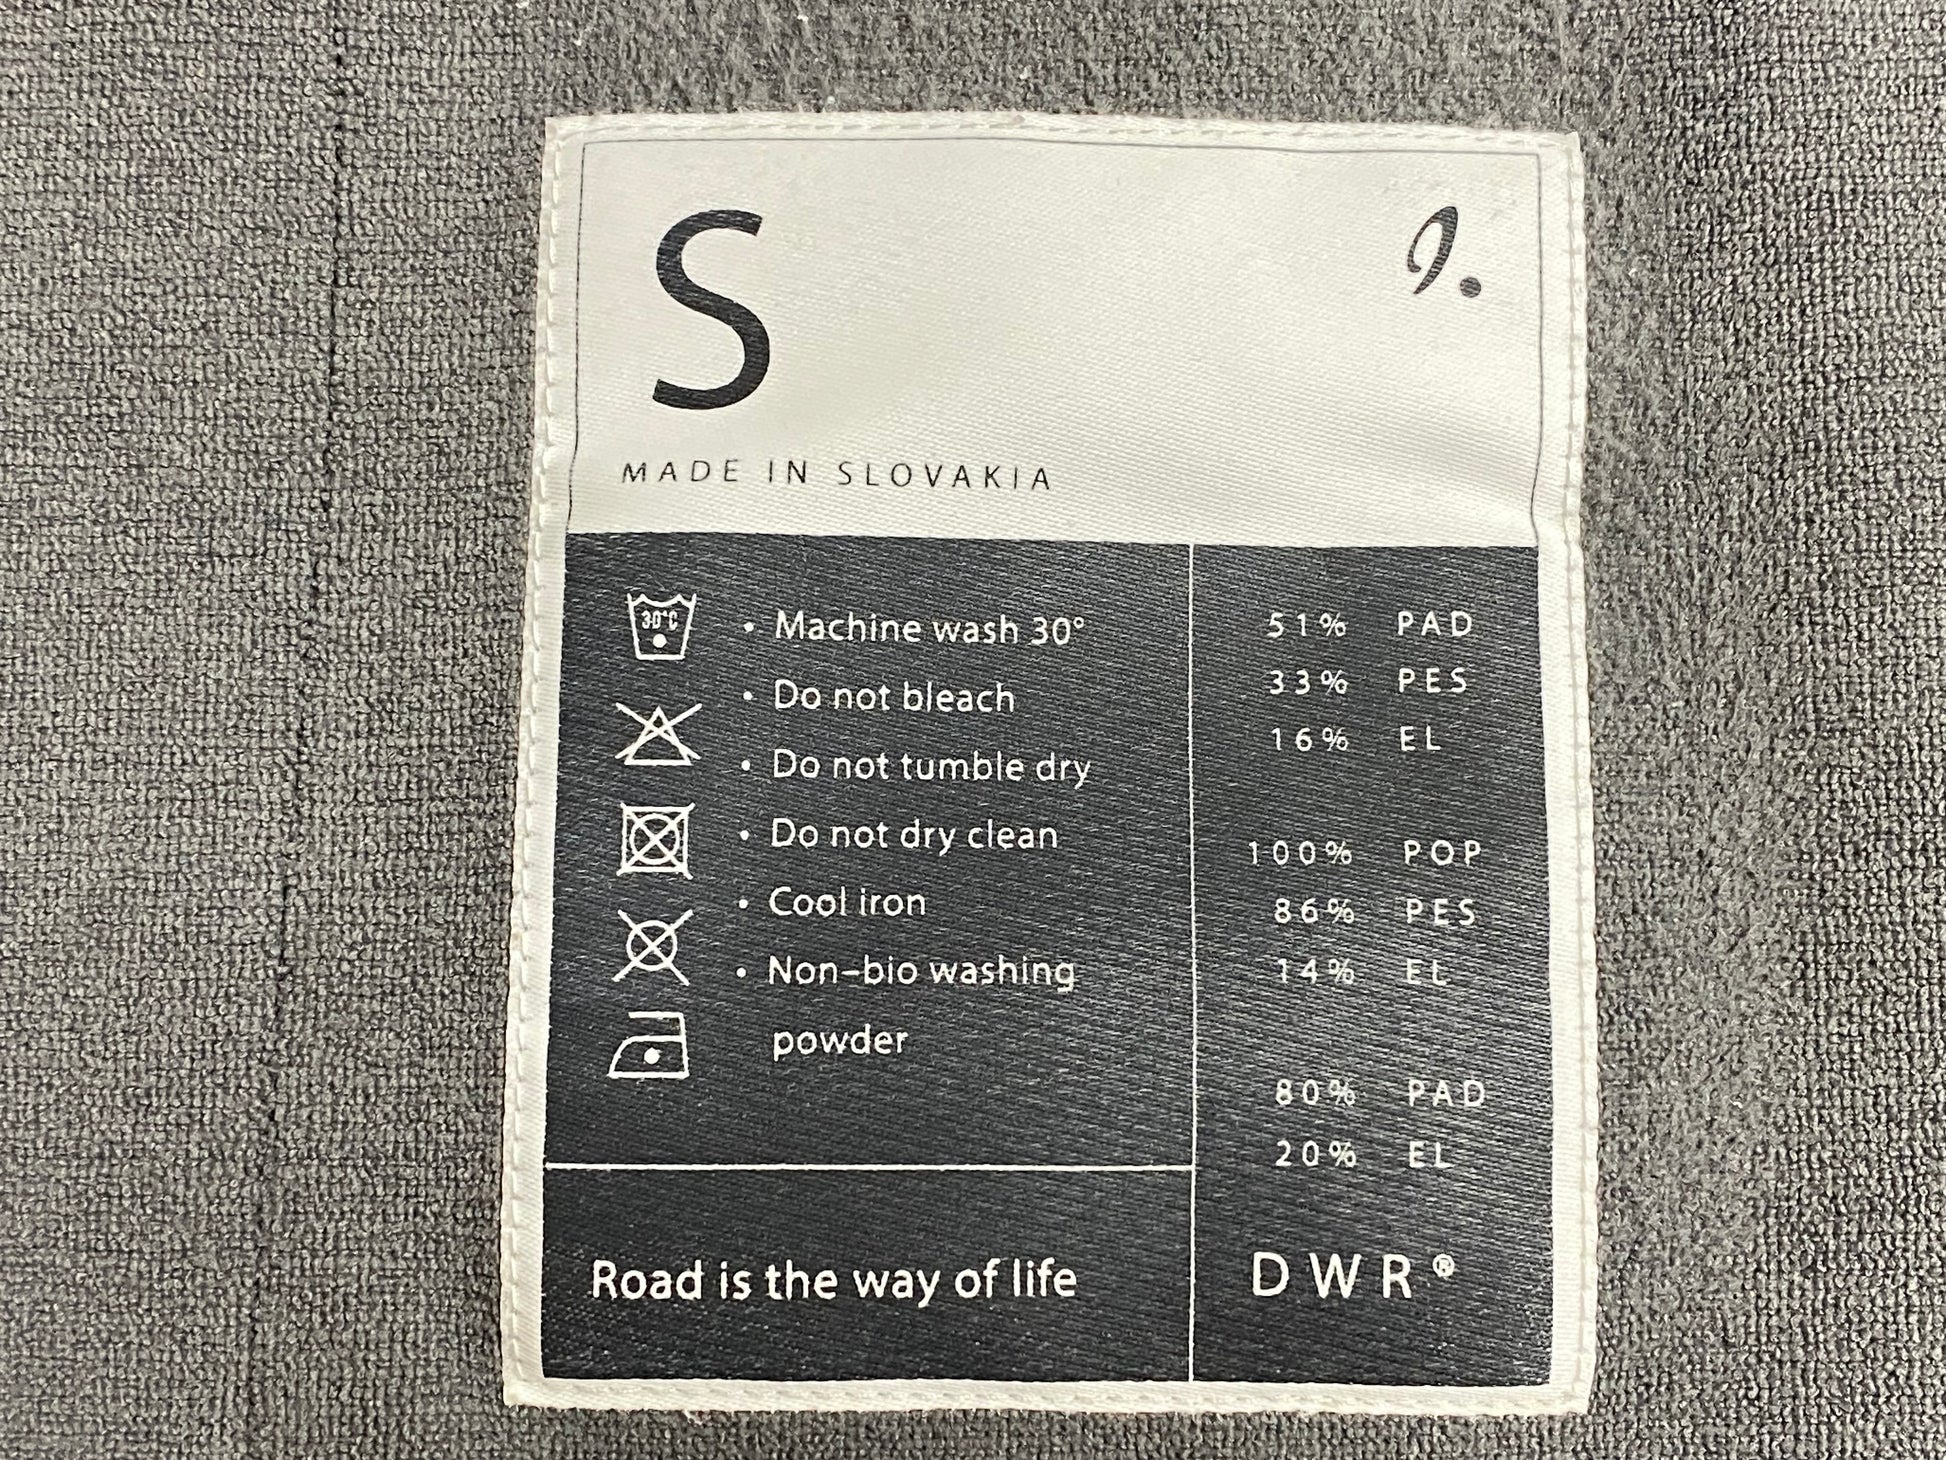 S
I.
MADE IN SLOVAKIA
30°C
• Machine wash 30°
• Do not bleach
• Do not tumble dry
• Do not dry clean
• Cool iron
• Non-bio washing
powder
51% PAD
33% PES
16% EL
100% POP
86% PES
14% EL
80% PAD
20% EL
Road is the way of life
DWR®